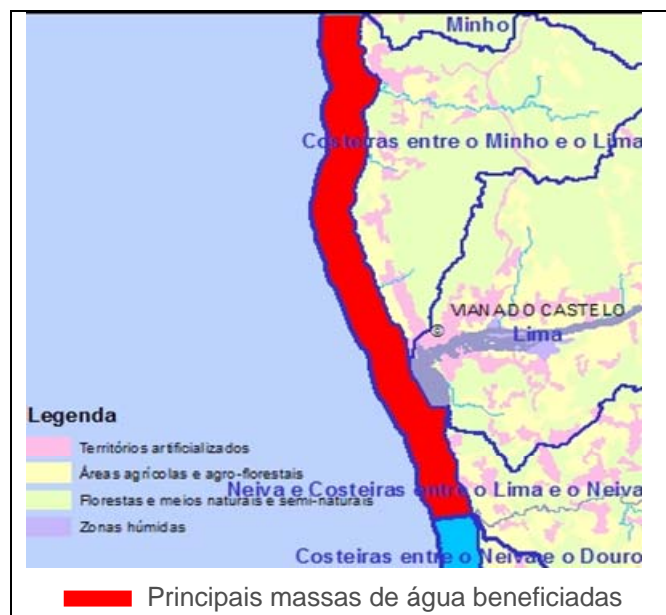 Minho
Costeiras entre o Minho e o Lima
VIANA DO CASTELO
Lima
Legenda
Territórios artificializados
Áreas agrícolas e agro-florestais
Florestas e meios naturais e semi-naturais
Neiva e Costeiras entre o Lima e o Neiva
Zonas húmidas
Costeiras entre o Neiva e o Douro
Principais massas de água beneficiadas